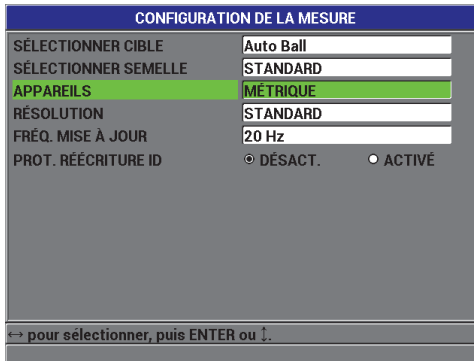 CONFIGURATION DE LA MESURE
SÉLECTIONNER CIBLE Auto Ball
SÉLECTIONNER SEMELLE STANDARD
APPAREILS MÉTRIQUE
RÉSOLUTION STANDARD
FRÉQ. MISE À JOUR 20 Hz
PROT. RÉÉCRITURE ID DÉSACT. ACTIVÉ
↔ pour sélectionner, puis ENTER ou ↕.